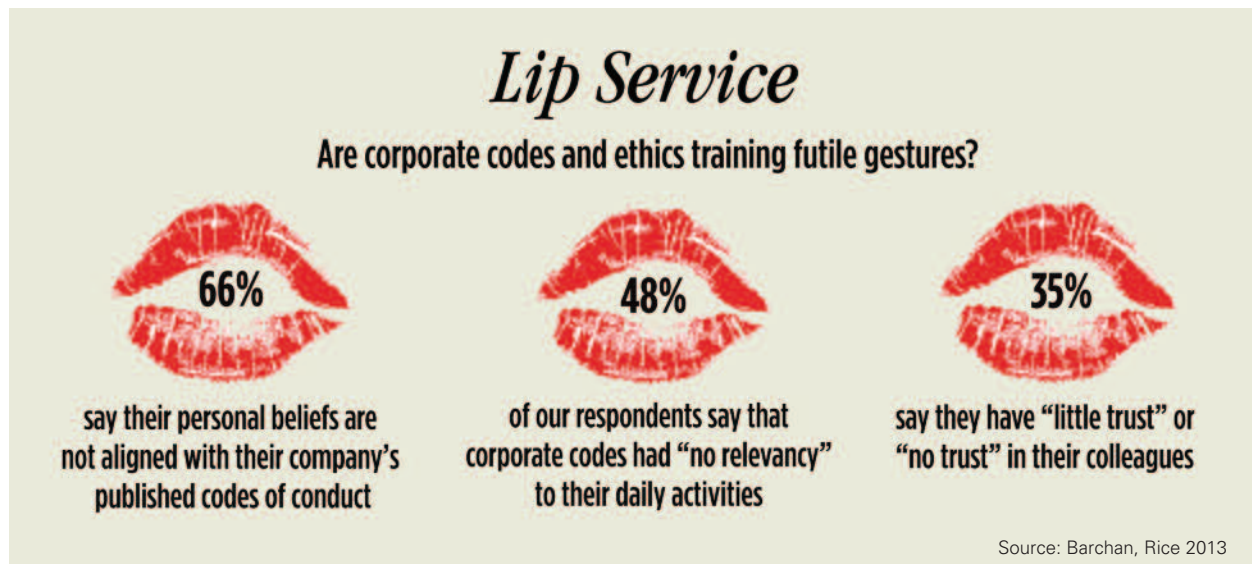 Lip Service
Are corporate codes and ethics training futile gestures?
66%
say their personal beliefs are
not aligned with their company's
published codes of conduct
48%
of our respondents say that
corporate codes had “no relevancy”
to their daily activities
35%
say they have “little trust” or
“no trust” in their colleagues
Source: Barchan, Rice 2013